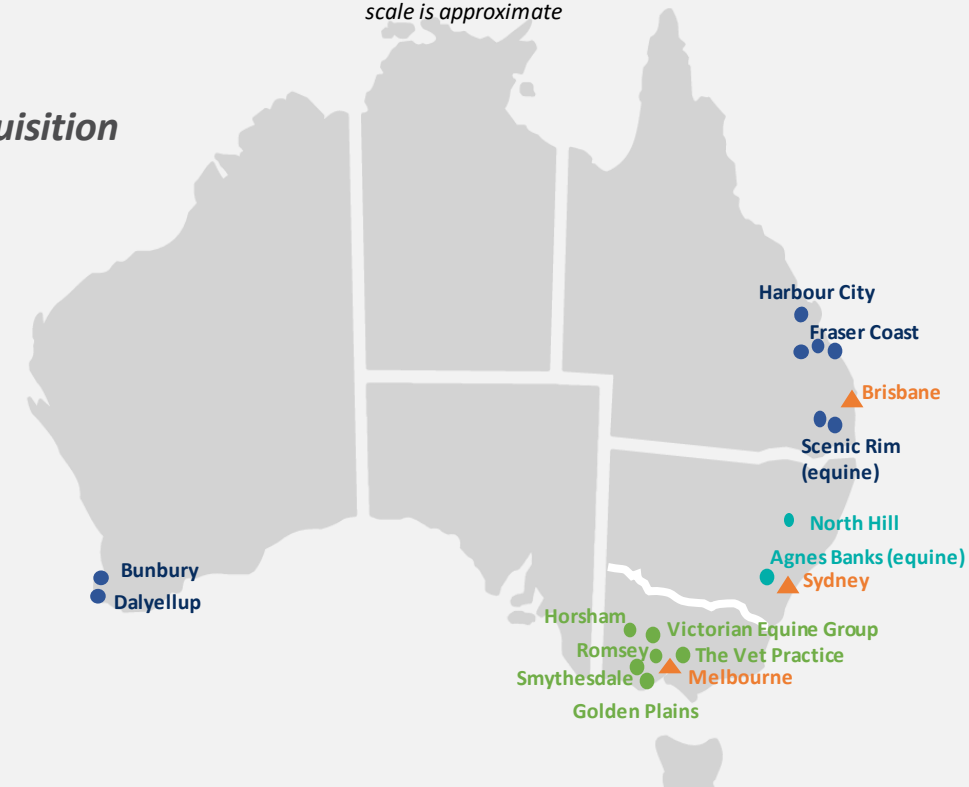 scale is approximate
uisition
Harbour City
Fraser Coast
Brisbane
Scenic Rim
(equine)
North Hill
Agnes Banks (equine)
Sydney
Bunbury
Dalyellup
Horsham
Victorian Equine Group
Romsey
The Vet Practice
Smythesdale
Melbourne
Golden Plains